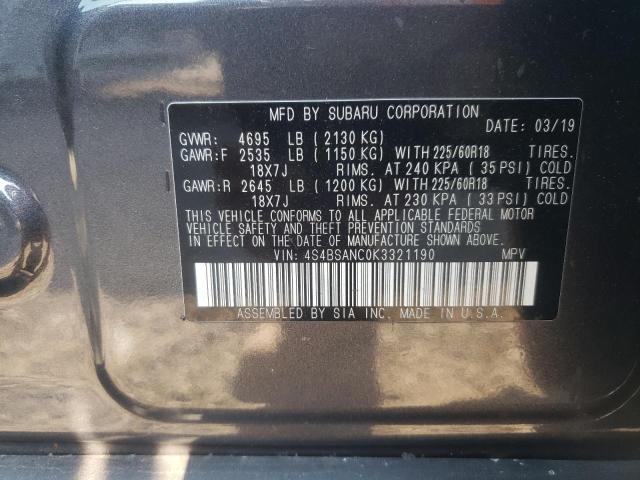 MFD BY SUBARU CORPORATION
DATE: 03/19
GVWR: 4695 LB ( 2130 KG)
GAWR:F 2535 LB ( 1150 KG) WITH 225/60R18 TIRES.
18X7J RIMS. AT 240 KPA ( 35 PSI) COLD
GAWR:R 2645 LB ( 1200 KG) WITH 225/60R18 TIRES.
18X7J RIMS. AT 230 KPA ( 33 PSI) COLD
THIS VEHICLE CONFORMS TO ALL APPLICABLE FEDERAL MOTOR
VEHICLE SAFETY AND THEFT PREVENTION STANDARDS
IN EFFECT ON THE DATE OF MANUFACTURE SHOWN ABOVE.
VIN: 4S4BSANC0K3321190 MPV
ASSEMBLED BY SIA INC. MADE IN U.S.A.